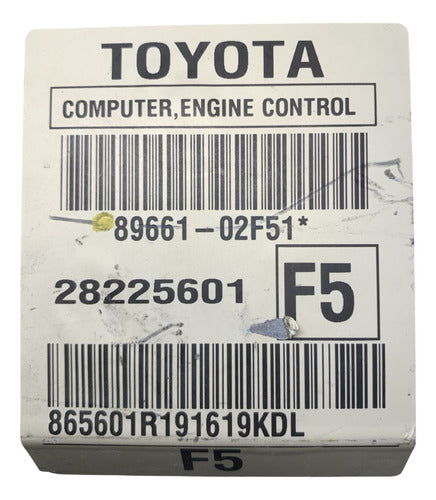 TOYOTA
COMPUTER,ENGINE CONTROL
89661-02F51*
28225601
F5
865601R191619KDL
F5